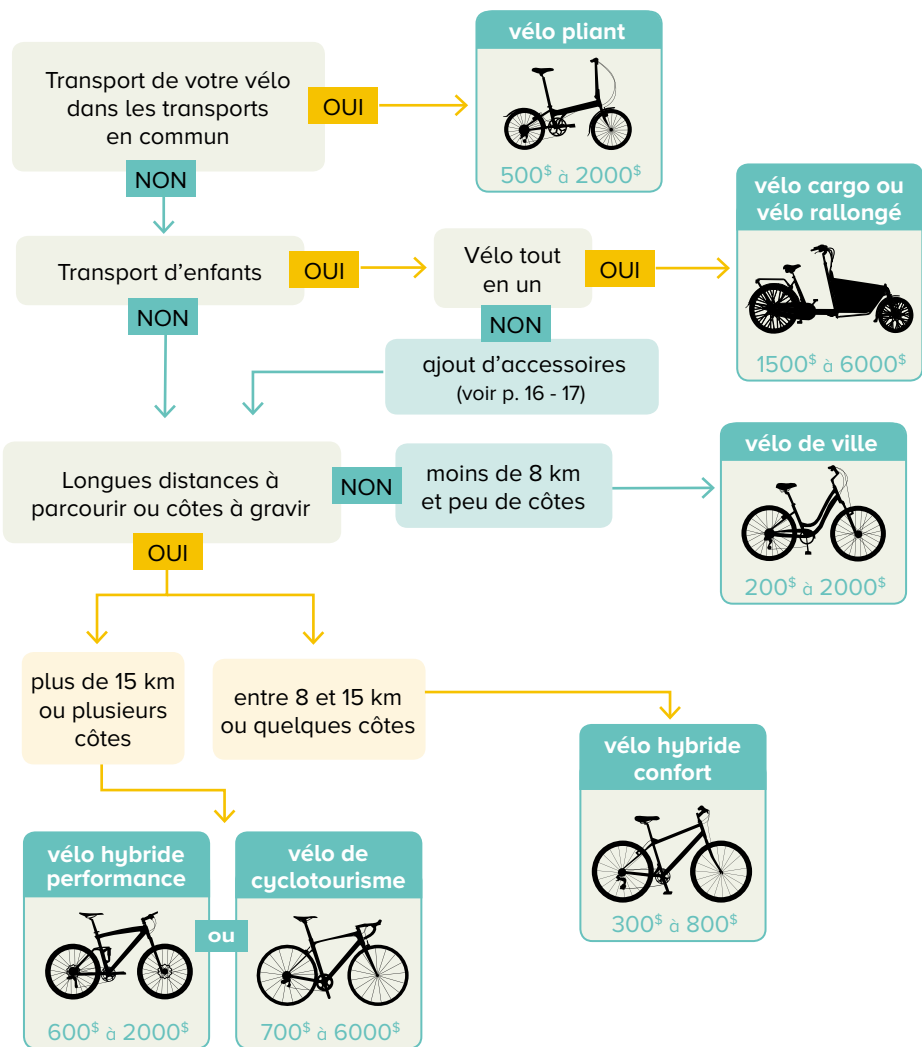 vélo pliant
Transport de votre vélo
dans les transports
en commun
OUI
500$ à 2000$
NON
vélo cargo ou
vélo rallongé
Transport d'enfants
OUI
Vélo tout
en un
OUI
NON
NON
1500$ à 6000$
ajout d'accessoires
(voir p. 16 - 17)
vélo de ville
Longues distances à
parcourir ou côtes à gravir
NON
moins de 8 km
et peu de côtes
OUI
200$ à 2000$
plus de 15 km
ou plusieurs
côtes
entre 8 et 15 km
ou quelques côtes
vélo hybride
confort
300$ à 800$
vélo hybride
performance
ou
vélo de
cyclotourisme
600$ à 2000$
700$ à 6000$